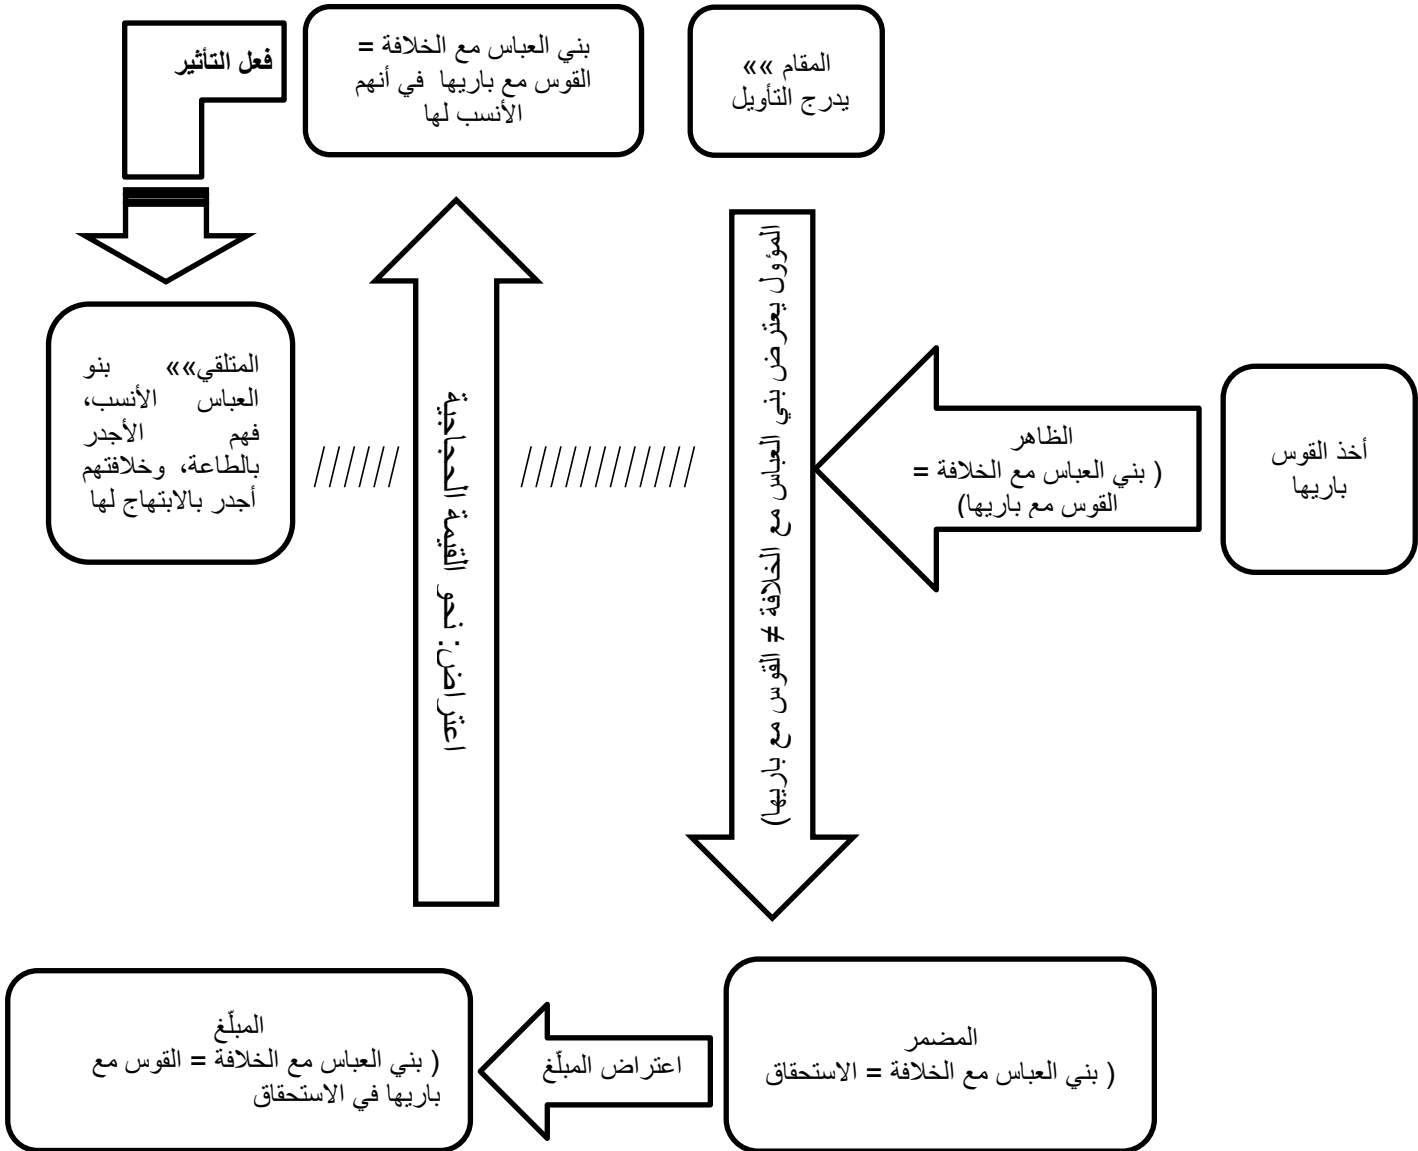 المقام »»
يدرج التأويل
بني العباس مع الخلافة =
القوس مع باريها في أنهم
الأنسب لها
فعل التأثير
أخذ القوس
باريها
الظاهر
( بني العباس مع الخلافة =
القوس مع باريها)
المؤول يعترض بني العباس مع الخلافة ≠ القوس مع باريها)
اعتراض: نحو القيمة الحجاجية
المتلقي»» بنو
العباس الأنسب،
فهم الأجدر
بالطاعة، وخلافتهم
أجدر بالابتهاج لها
////////////
//////
المضمر
( بني العباس مع الخلافة = الاستحقاق
اعتراض المبلّغ
المبلّغ
( بني العباس مع الخلافة = القوس مع
باريها في الاستحقاق